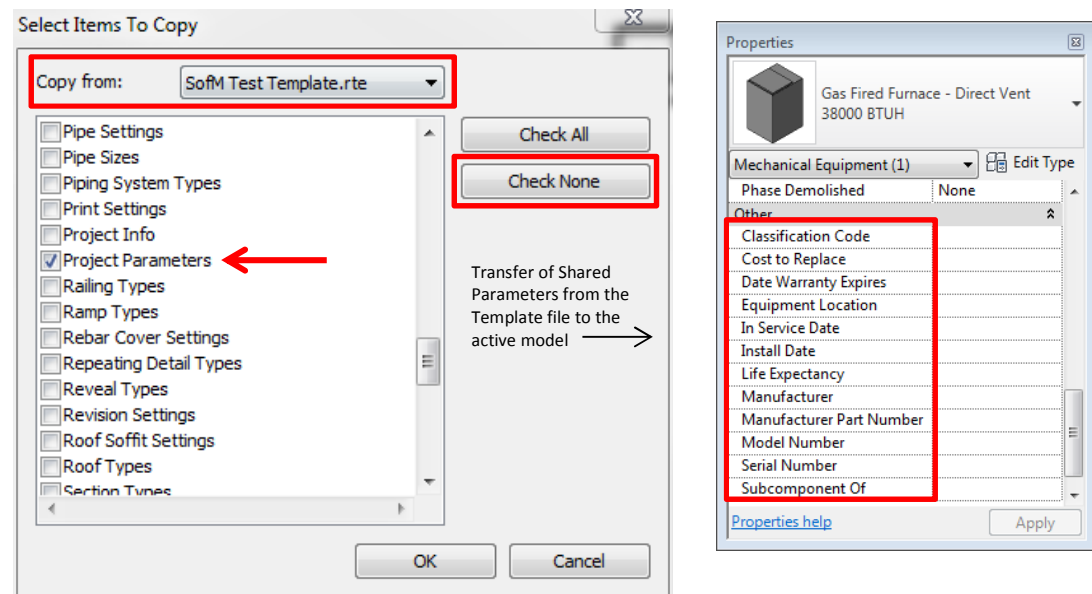 Select Items To Copy
Copy from: SofM Test Template.rte
Pipe Settings
Pipe Sizes
Piping System Types
Print Settings
Project Info
Project Parameters
Railing Types
Ramp Types
Rebar Cover Settings
Repeating Detail Types
Reveal Types
Revision Settings
Roof Soffit Settings
Roof Types
Section Types
Check All
Check None
OK Cancel
Transfer of Shared
Parameters from the
Template file to the
active model
Properties
Gas Fired Furnace - Direct Vent
38000 BTUH
Mechanical Equipment (1) Edit Type
Phase Demolished None
Other
Classification Code
Cost to Replace
Date Warranty Expires
Equipment Location
In Service Date
Install Date
Life Expectancy
Manufacturer
Manufacturer Part Number
Model Number
Serial Number
Subcomponent Of
Properties help Apply